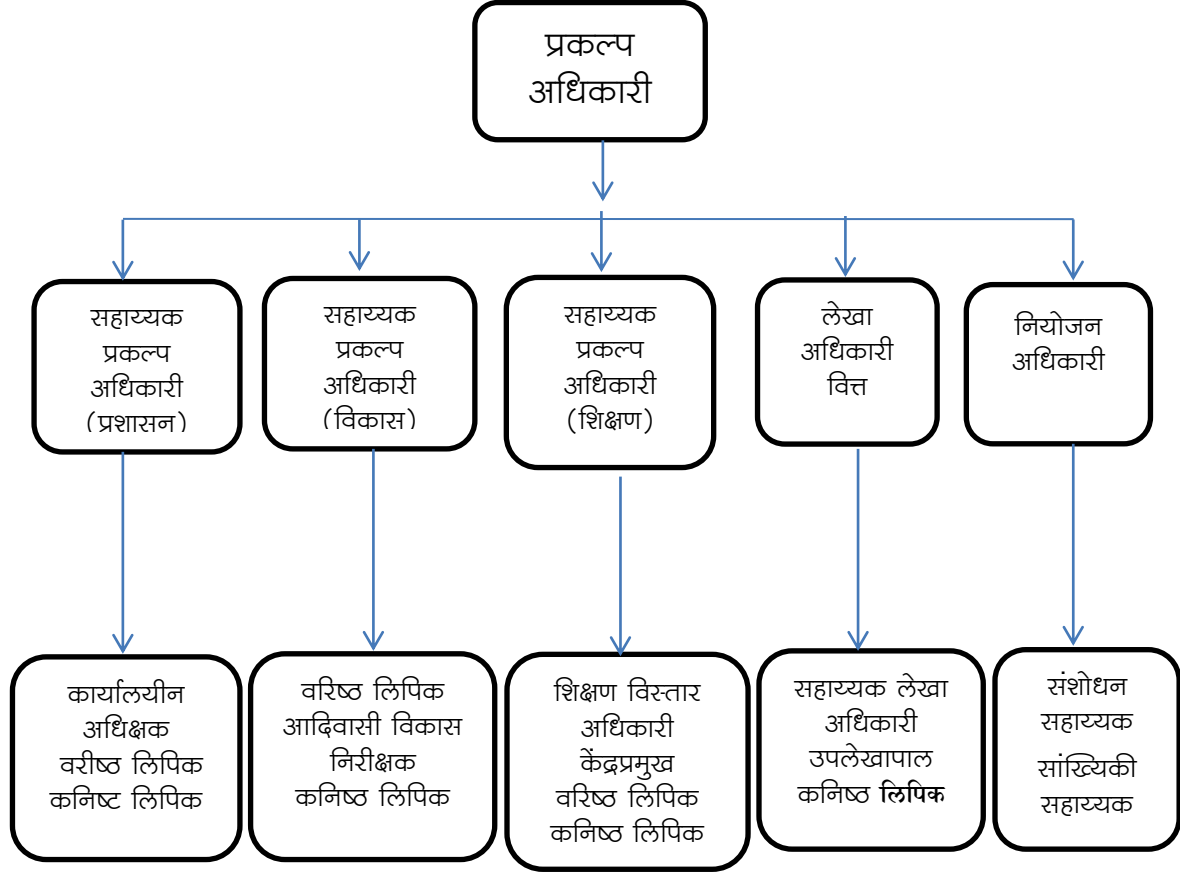 प्रकल्प
अधिकारी
सहाय्यक
प्रकल्प
अधिकारी
(प्रशासन)
सहाय्यक
प्रकल्प
अधिकारी
(विकास)
सहाय्यक
प्रकल्प
अधिकारी
(शिक्षण)
लेखा
अधिकारी
वित्त
नियोजन
अधिकारी
कार्यालयीन
अधिक्षक
वरीष्ठ लिपिक
कनिष्ट लिपिक
वरिष्ठ लिपिक
आदिवासी विकास
निरीक्षक
कनिष्ठ लिपिक
शिक्षण विस्तार
अधिकारी
केंद्रप्रमुख
वरिष्ठ लिपिक
कनिष्ठ लिपिक
सहाय्यक लेखा
अधिकारी
उपलेखापाल
कनिष्ठ लिपिक
संशोधन
सहाय्यक
सांख्यिकी
सहाय्यक